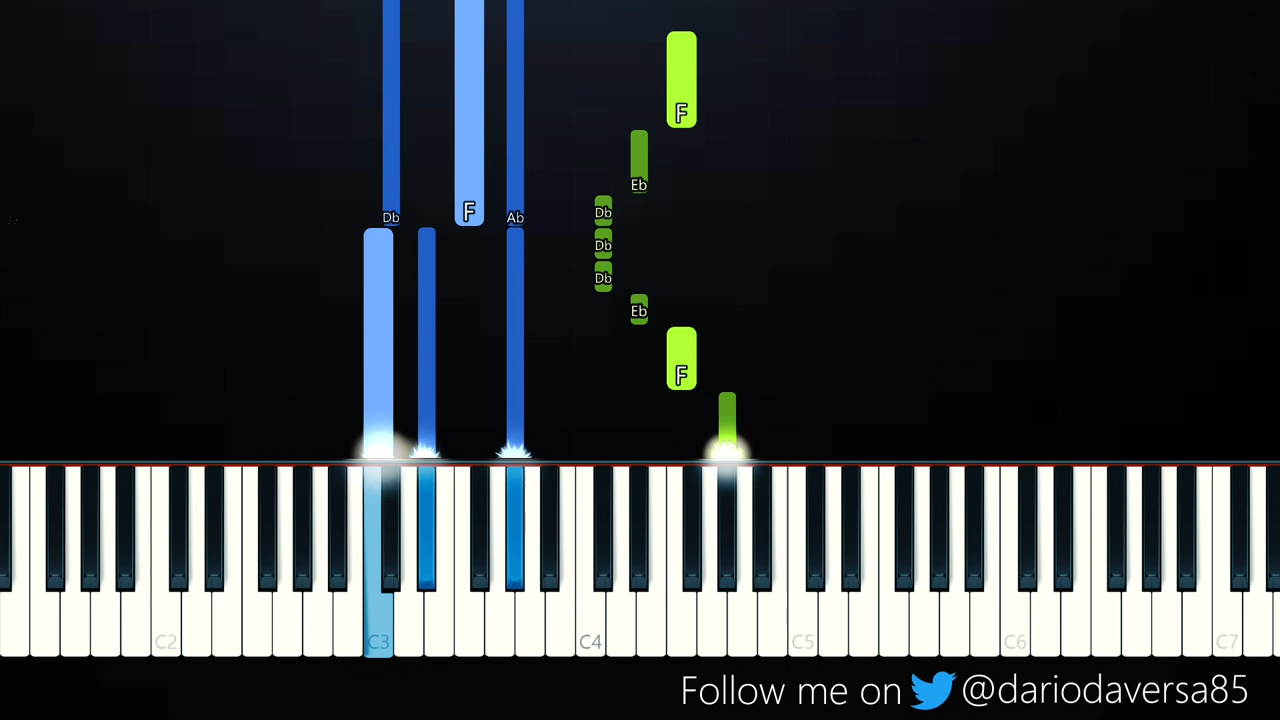 F
Eb
Db F Ab Db
Db
Db
Eb
F
C2 C3 C4 C5 C6 C7
Follow me on @dariodaversa85